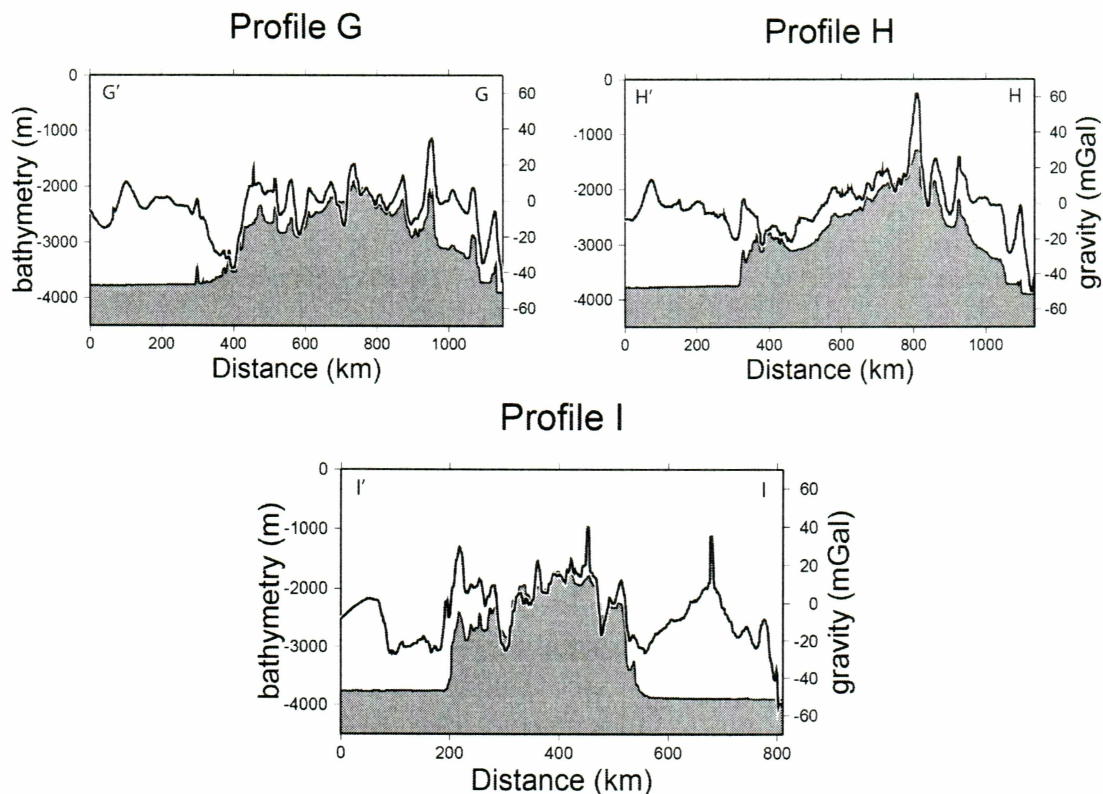 Profile G
Profile H
G' G
0
-1000
-2000
-3000
-4000
bathymetry (m)
60
40
20
0
-20
-40
-60
0 200 400 600 800 1000
Distance (km)
H' H
0
-1000
-2000
-3000
-4000
60
40
20
0
-20
-40
-60
gravity (mGal)
0 200 400 600 800 1000
Distance (km)
Profile I
I' I
0
-1000
-2000
-3000
-4000
bathymetry (m)
60
40
20
0
-20
-40
-60
gravity (mGal)
0 200 400 600 800
Distance (km)